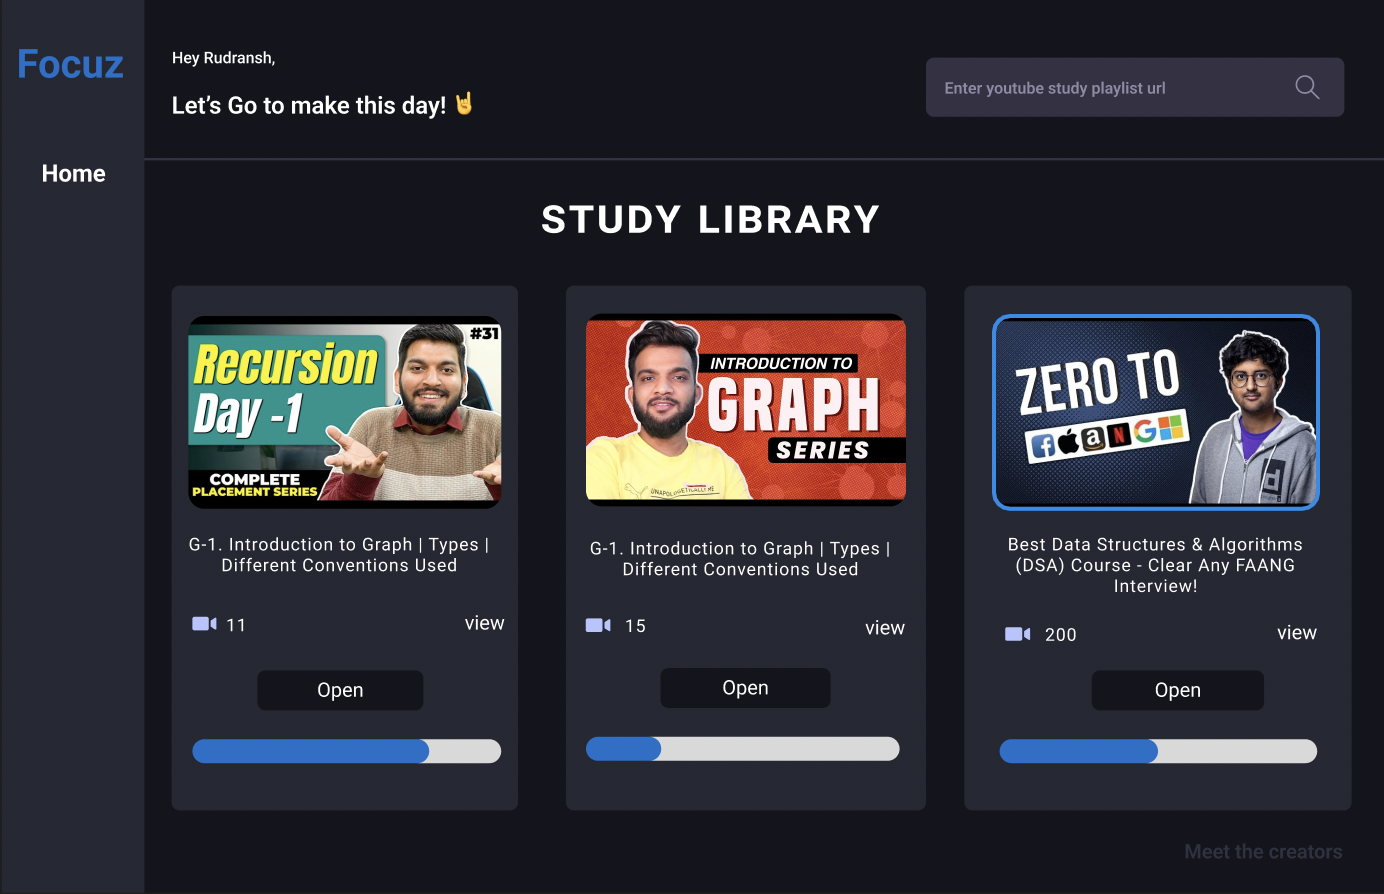 Focuz
Home
Hey Rudransh,
Let's Go to make this day! 🤘
Enter youtube study playlist url
STUDY LIBRARY
#31
Recursion
Day -1
COMPLETE
PLACEMENT SERIES
G-1. Introduction to Graph | Types |
Different Conventions Used
11
view
Open
INTRODUCTION TO
GRAPH
SERIES
UNAPOLOGETICALLY ME
G-1. Introduction to Graph | Types |
Different Conventions Used
15
view
Open
ZERO TO
Best Data Structures & Algorithms
(DSA) Course - Clear Any FAANG
Interview!
200
view
Open
Meet the creators